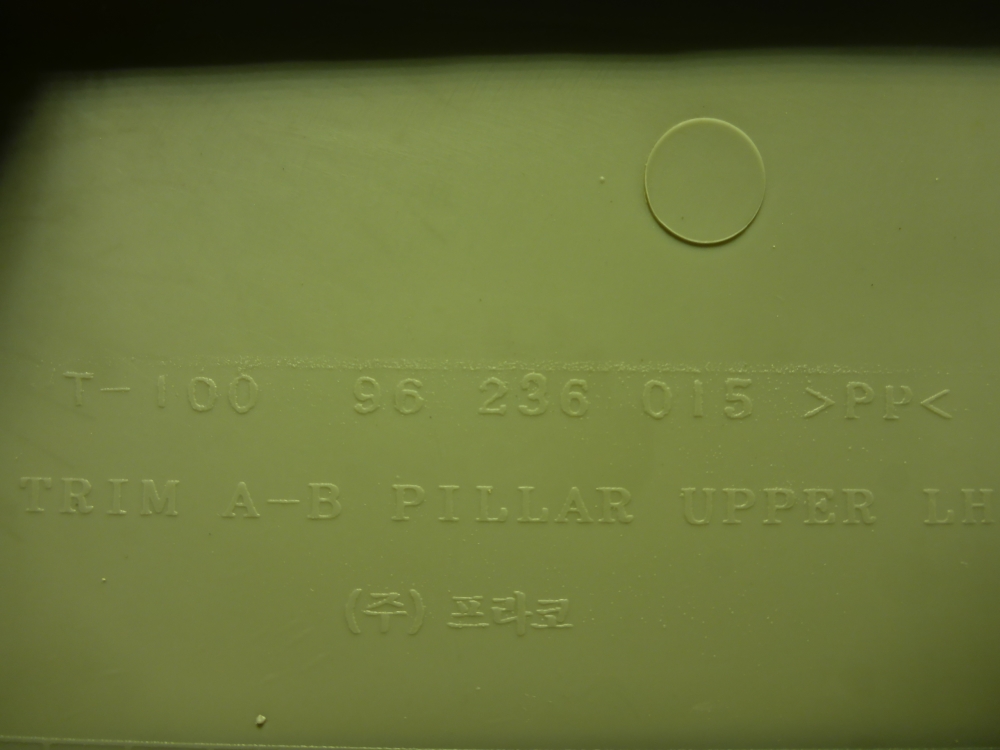 T-100 96 236 015 >PP<
TRIM A-B PILLAR UPPER LH
(주) 프라코